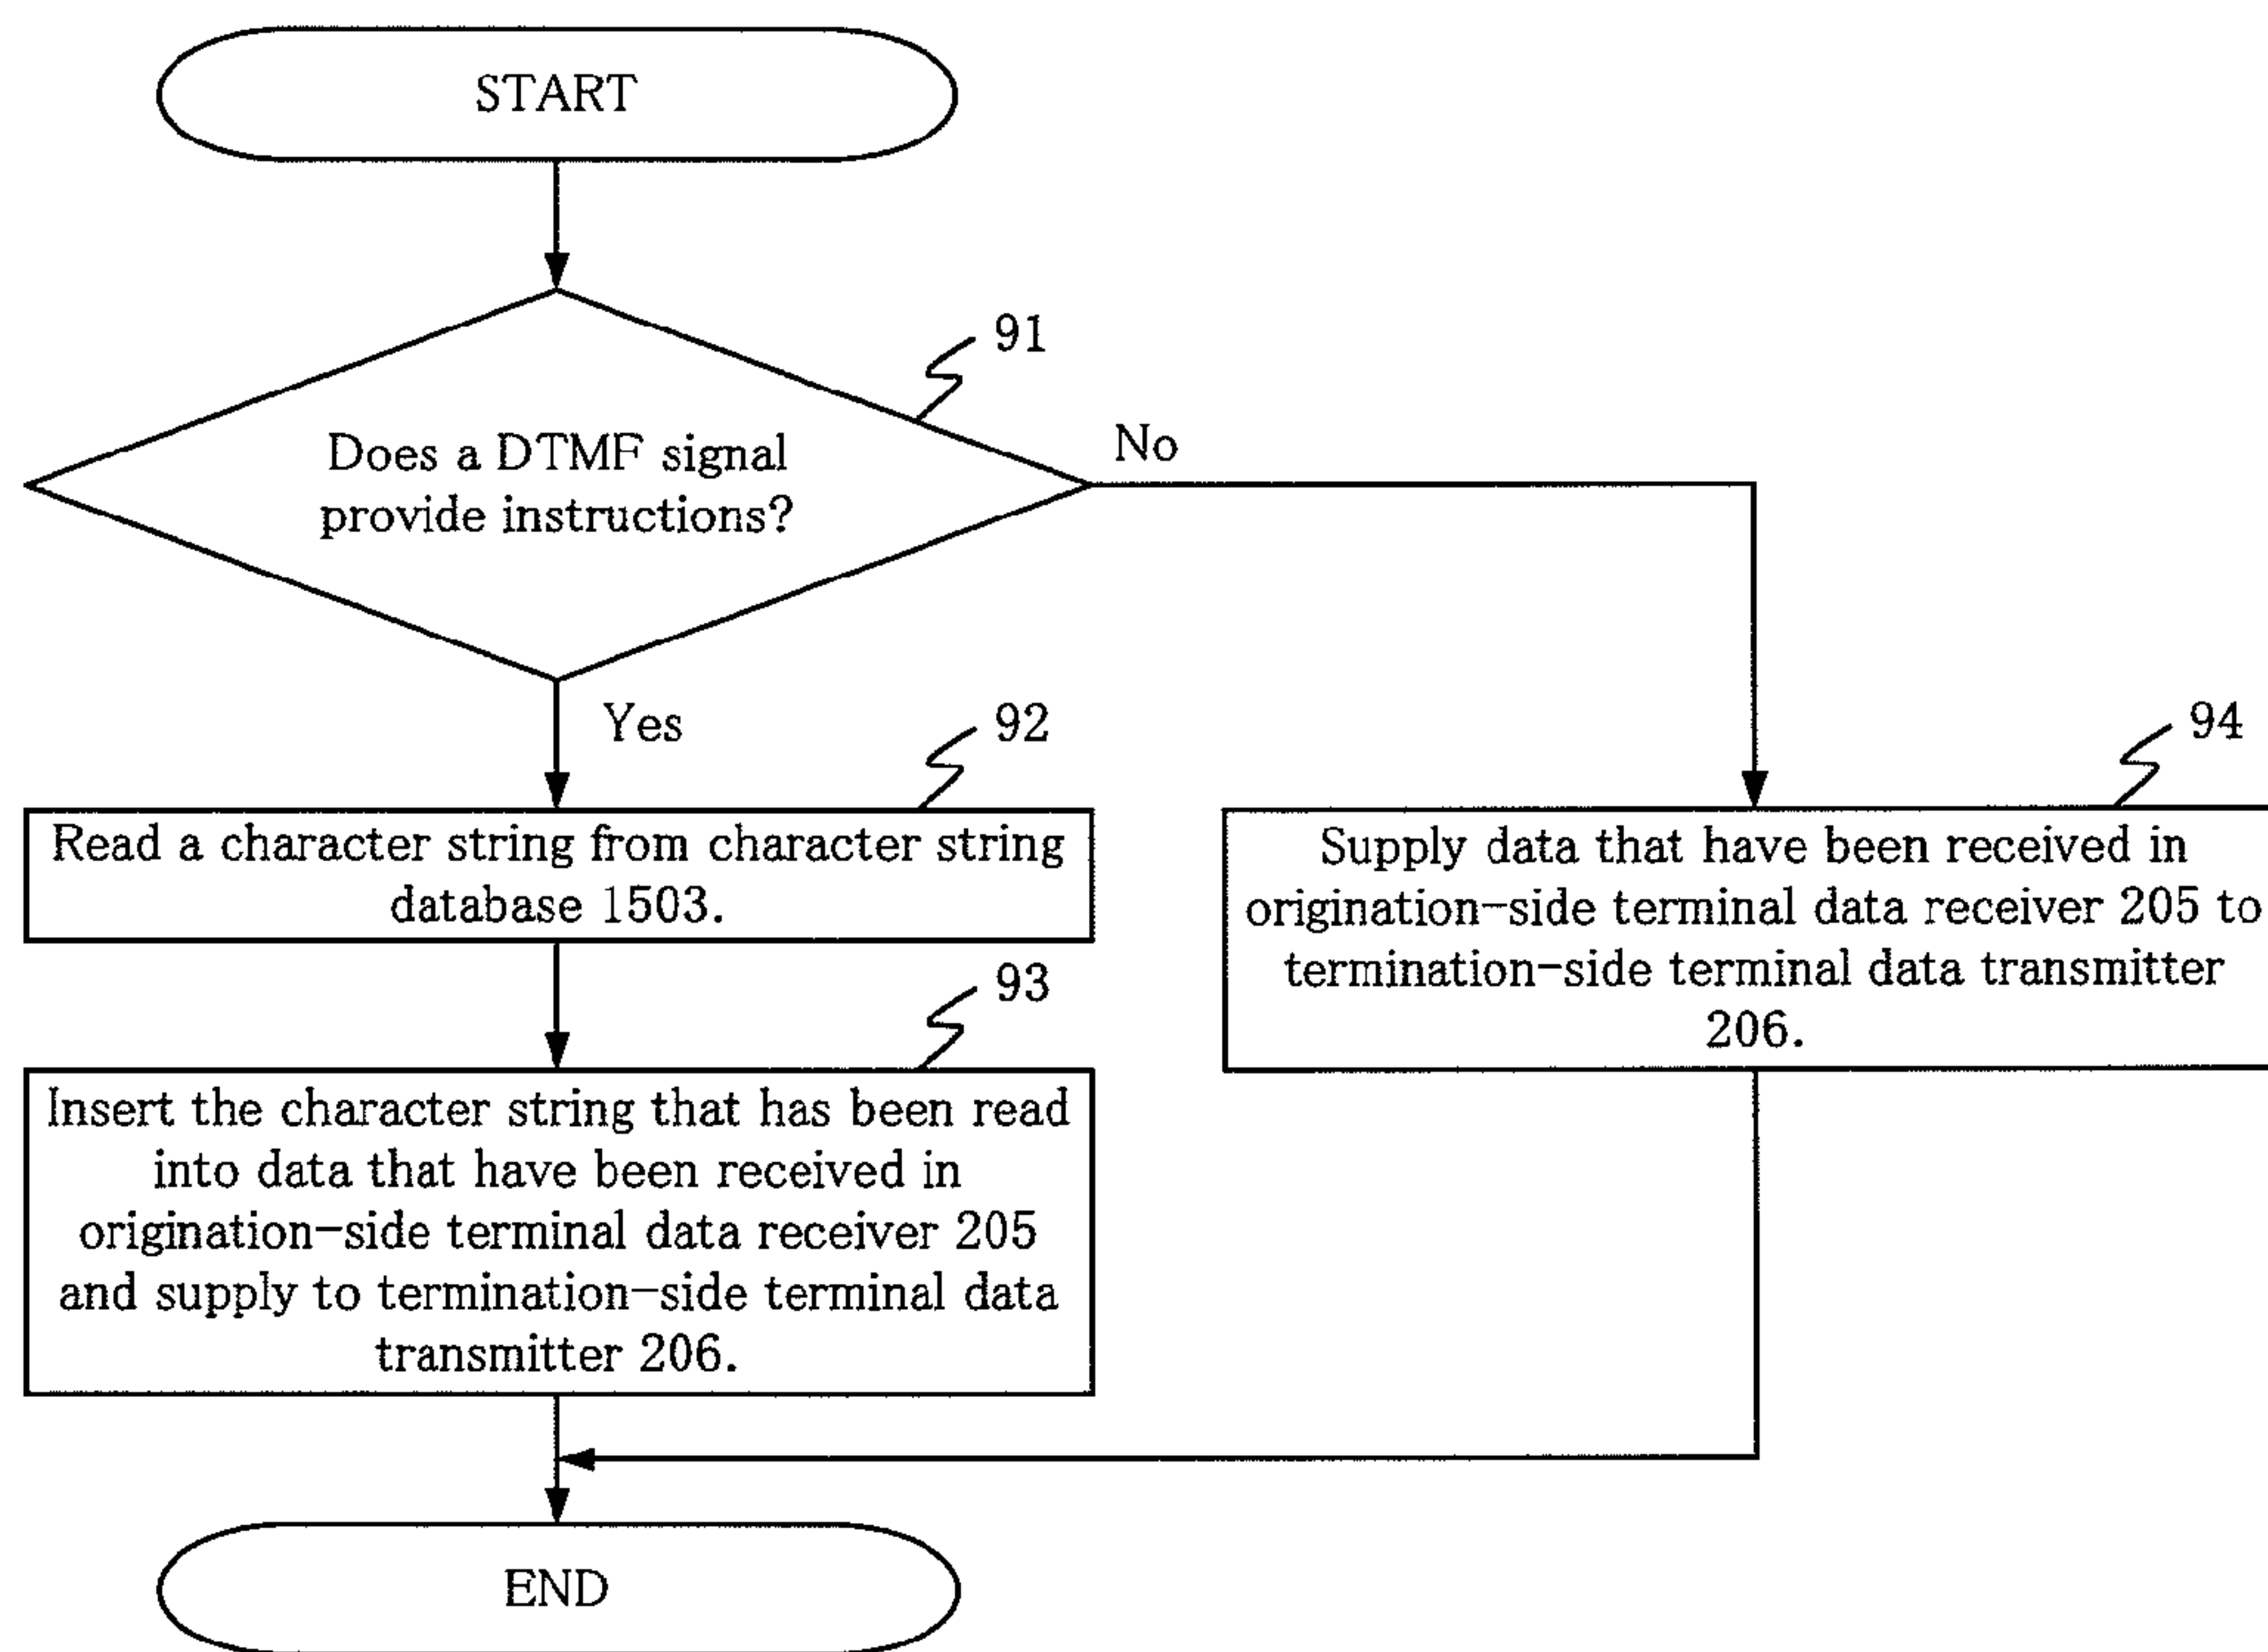 START
91
Does a DTMF signal
provide instructions?
No
Yes
92
Read a character string from character string
database 1503.
94
Supply data that have been received in
origination-side terminal data receiver 205 to
termination-side terminal data transmitter
206.
93
Insert the character string that has been read
into data that have been received in
origination-side terminal data receiver 205
and supply to termination-side terminal data
transmitter 206.
END